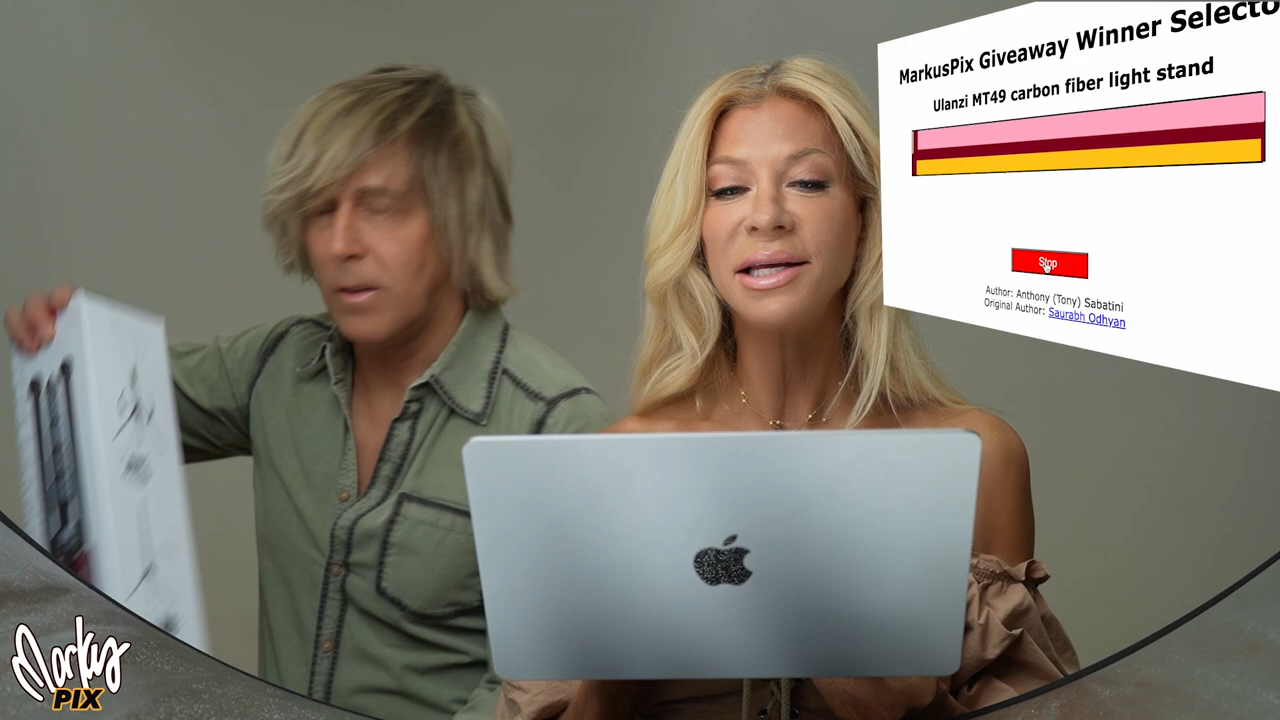 MarkusPix Giveaway Winner Selecto
Ulanzi MT49 carbon fiber light stand
Stop
Author: Anthony (Tony) Sabatini
Original Author: Saurabh Odhyan
Markus
PIX